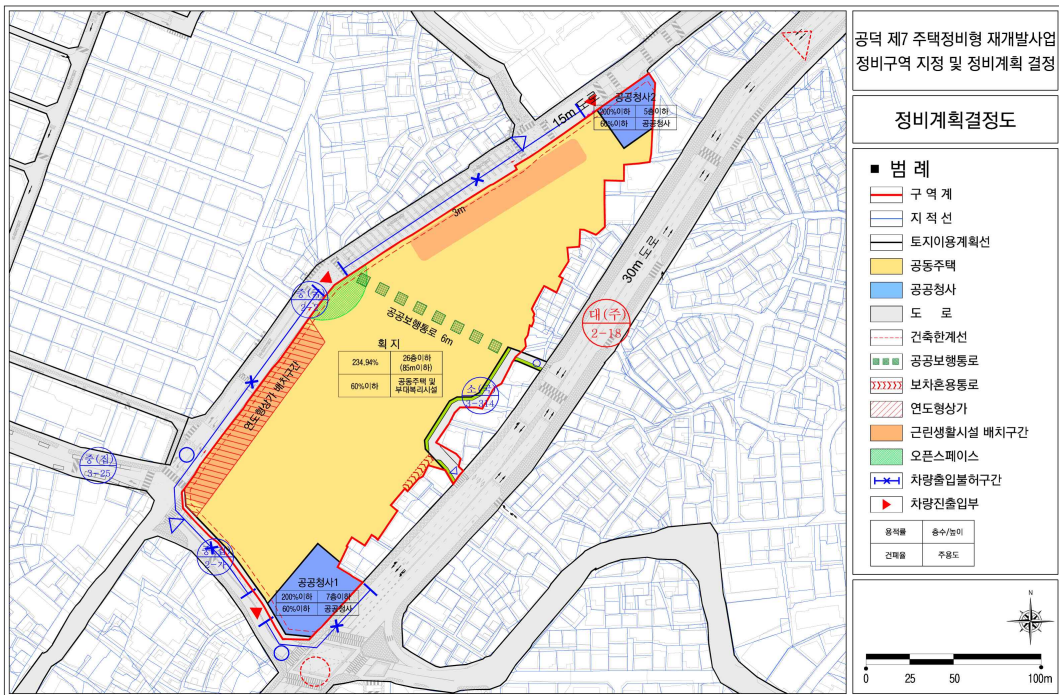 공덕 제7 주택정비형 재개발사업
정비구역 지정 및 정비계획 결정
정비계획결정도
■ 범 례
구 역 계
지 적 선
토지이용계획선
공동주택
공공청사
도 로
건축한계선
공공보행통로
보차혼용통로
연도형상가
근린생활시설 배치구간
오픈스페이스
차량출입불허구간
차량진출입부
용적률 층수/높이
건폐율 주용도
N
0 25 50 100m
공공청사2
200%이하 5층이하
60%이하 공공청사
15m 도로
3m
30m 도로
대(주)
2-18
공공보행통로 6m
획 지
234.94% 26층이하
(85m이하)
60%이하 공동주택 및
부대복리시설
연도형상가 배치구간
3-314
중(집)
3-25
공공청사1
200%이하 7층이하
60%이하 공공청사